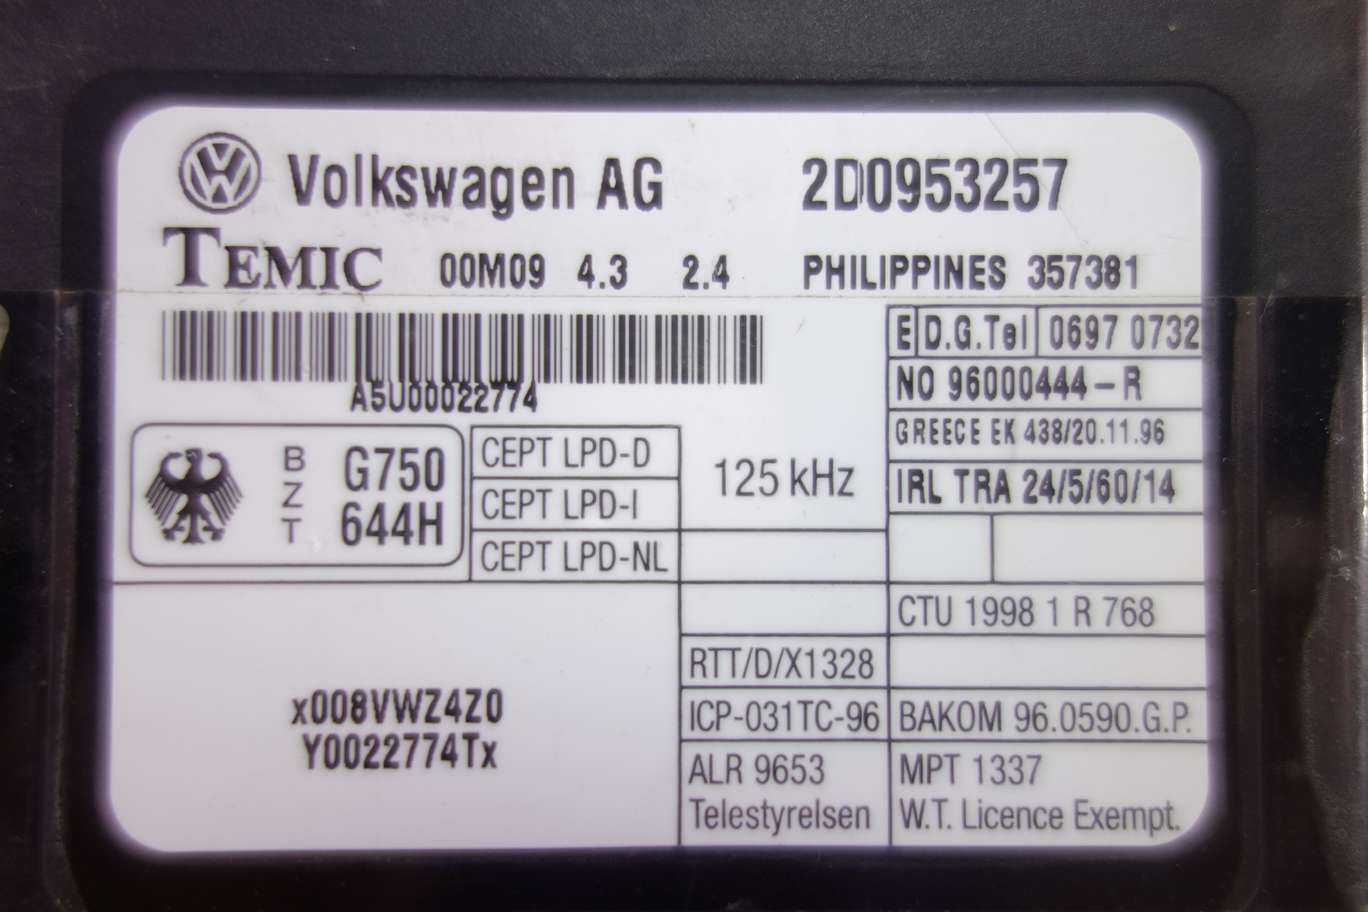 Volkswagen AG 2D0953257
TEMIC 00M09 4.3 2.4 PHILIPPINES 357381
A5U00022774
E D.G.Tel 0697 0732
NO 96000444-R
GREECE EK 438/20.11.96
IRL TRA 24/5/60/14
BZT
G750
644H
CEPT LPD-D
CEPT LPD-I
CEPT LPD-NL
125 kHz
CTU 1998 1 R 768
RTT/D/X1328
ICP-031TC-96
BAKOM 96.0590.G.P.
ALR 9653
Telestyrelsen
MPT 1337
W.T. Licence Exempt.
x008VWZ4Z0
Y0022774Tx